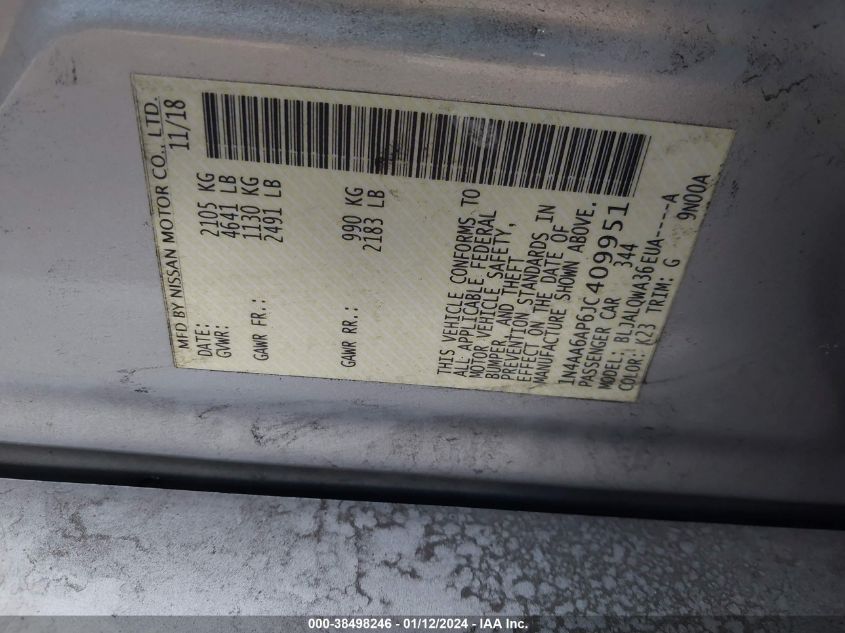 MFD BY NISSAN MOTOR CO., LTD.
DATE: 11/18
GVWR: 2105 KG
4641 LB
GAWR FR.: 1130 KG
2491 LB
GAWR RR.: 990 KG
2183 LB
THIS VEHICLE CONFORMS TO
ALL APPLICABLE FEDERAL
MOTOR VEHICLE SAFETY,
BUMPER, AND THEFT
PREVENTION STANDARDS IN
EFFECT ON THE DATE OF
MANUFACTURE SHOWN ABOVE.
1N4AA6AP6JC409951
PASSENGER CAR 344
MODEL: BLJALQWA36EUA-----A
COLOR: K23 TRIM: G 9N00A
000-38498246 - 01/12/2024 - IAA Inc.